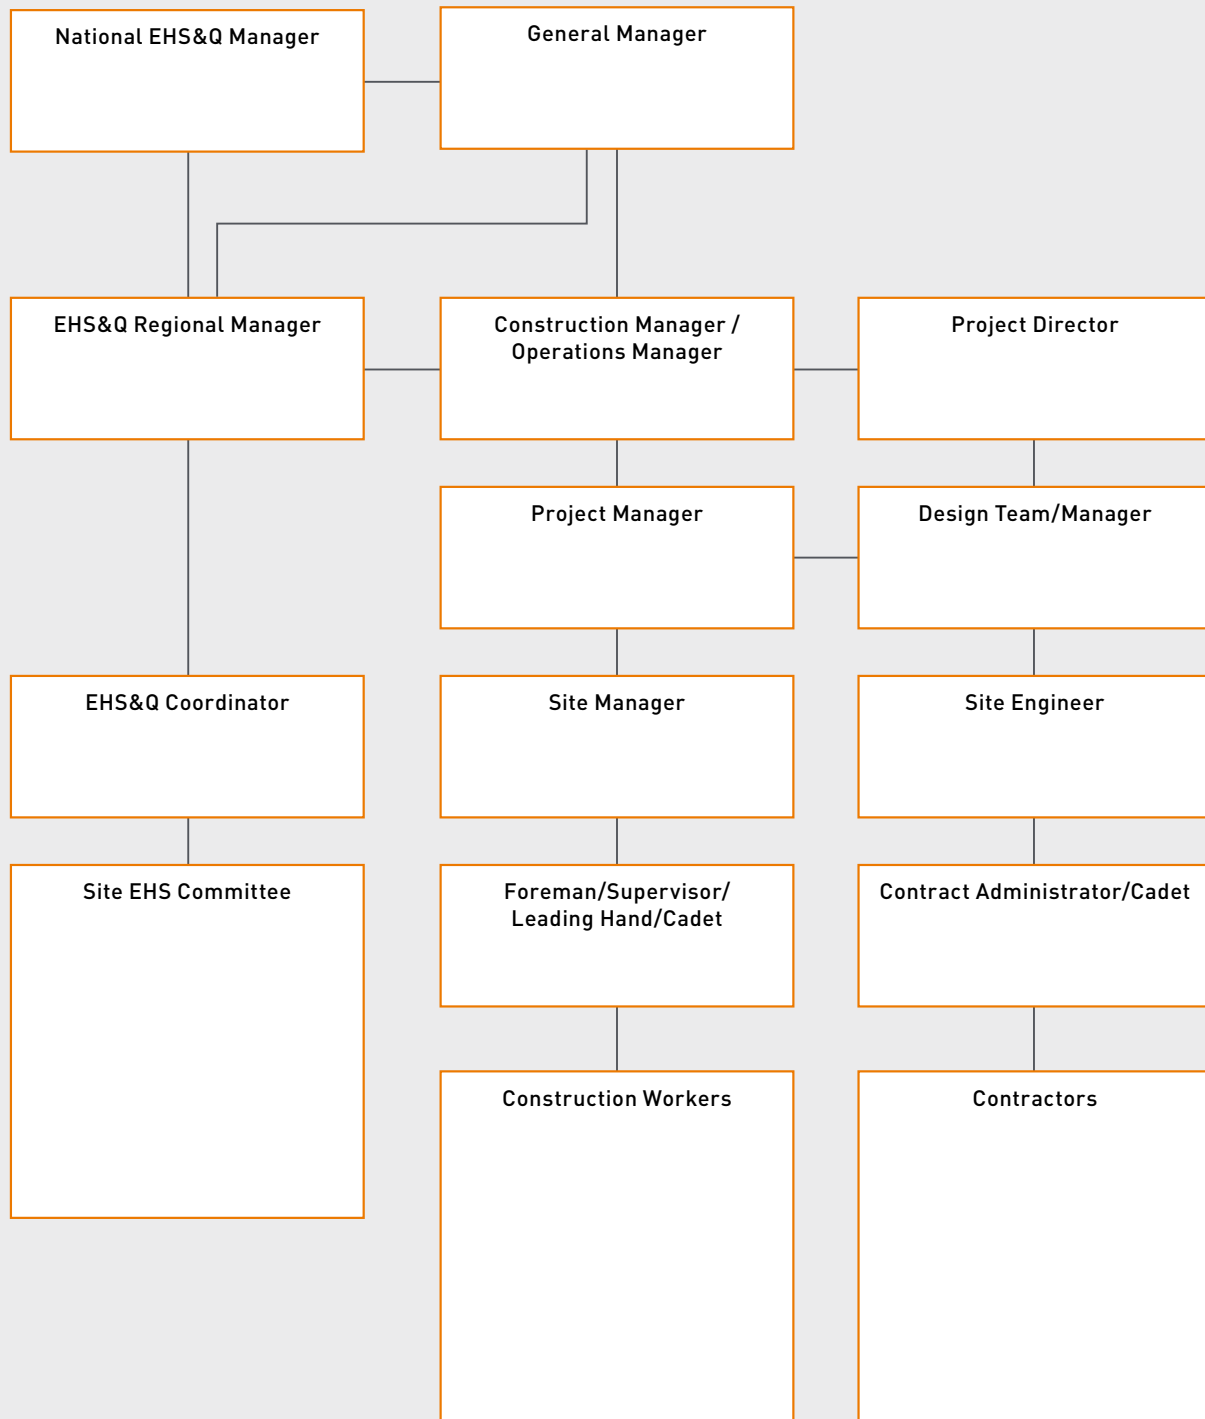 National EHS&Q Manager
General Manager
EHS&Q Regional Manager
Construction Manager /
Operations Manager
Project Director
Project Manager
Design Team/Manager
EHS&Q Coordinator
Site Manager
Site Engineer
Site EHS Committee
Foreman/Supervisor/
Leading Hand/Cadet
Contract Administrator/Cadet
Construction Workers
Contractors